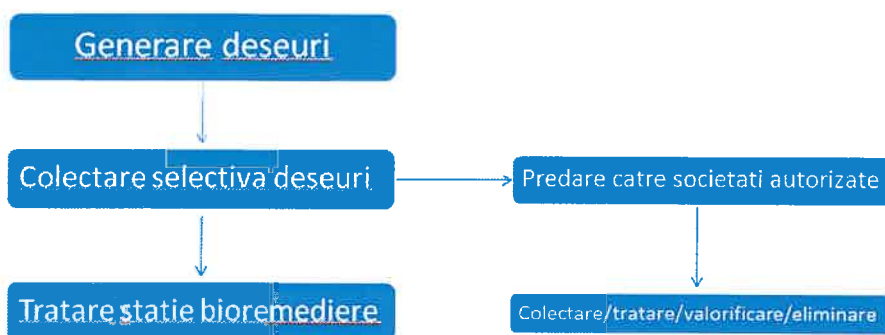 Generare deseuri
Colectare selectiva deseuri
Predare catre societati autorizate
Tratare statie bioremediere
Colectare/tratare/valorificare/eliminare